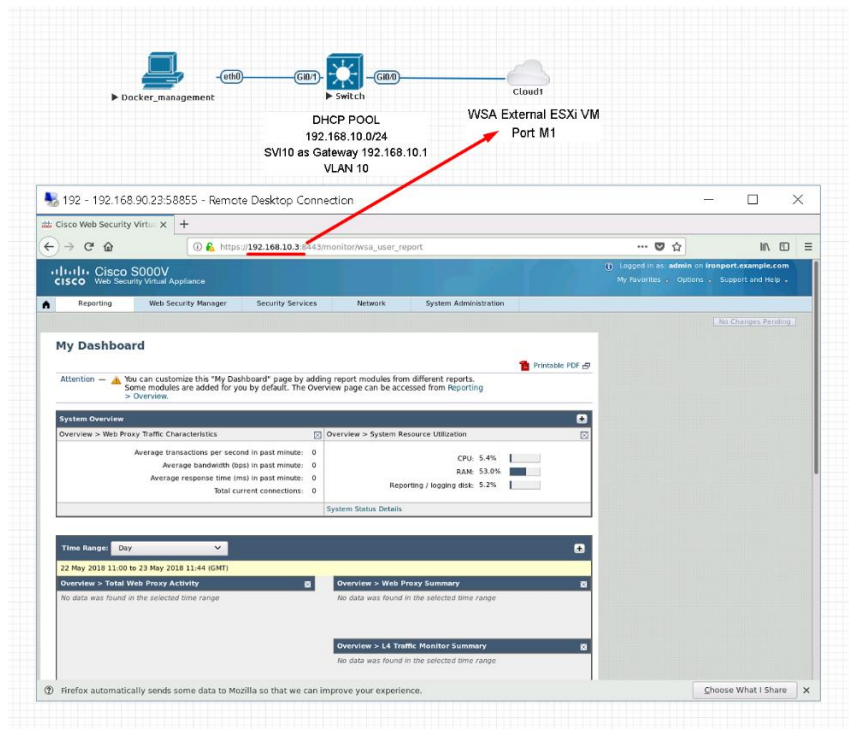 eth0
Gi0/1
Gi0/0
Docker_management
Switch
Cloud1
DHCP POOL
192.168.10.0/24
SVI10 as Gateway 192.168.10.1
VLAN 10
WSA External ESXi VM
Port M1
192 - 192.168.90.23:58855 - Remote Desktop Connection
Cisco Web Security Virtu
https://192.168.10.3:8443/monitor/wsa_user_report
Cisco S000V
Web Security Virtual Appliance
CISCO
Logged in as: admin on ironport.example.com
My Favorites Options Support and Help
Reporting Web Security Manager Security Services Network System Administration
No Changes Pending
My Dashboard
Printable PDF
Attention — You can customize this "My Dashboard" page by adding report modules from different reports.
Some modules are added for you by default. The Overview page can be accessed from Reporting
> Overview.
System Overview
Overview > Web Proxy Traffic Characteristics
Average transactions per second in past minute: 0
Average bandwidth (bps) in past minute: 0
Average response time (ms) in past minute: 0
Total current connections: 0
Overview > System Resource Utilization
CPU: 5.4%
RAM: 53.0%
Reporting / logging disk: 5.2%
System Status Details
Time Range: Day
22 May 2018 11:00 to 23 May 2018 11:44 (GMT)
Overview > Total Web Proxy Activity
No data was found in the selected time range
Overview > Web Proxy Summary
No data was found in the selected time range
Overview > L4 Traffic Monitor Summary
No data was found in the selected time range
Firefox automatically sends some data to Mozilla so that we can improve your experience.
Choose What I Share